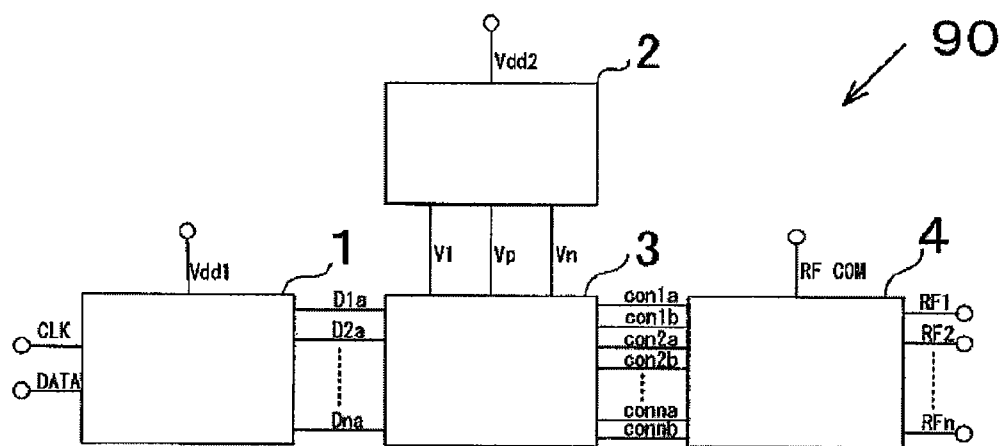 90
Vdd2
2
V1 Vp Vn
Vdd1
1
3
RF COM
4
CLK
DATA
D1a
D2a
Dna
con1a
con1b
con2a
con2b
conna
connb
RF1
RF2
RFn